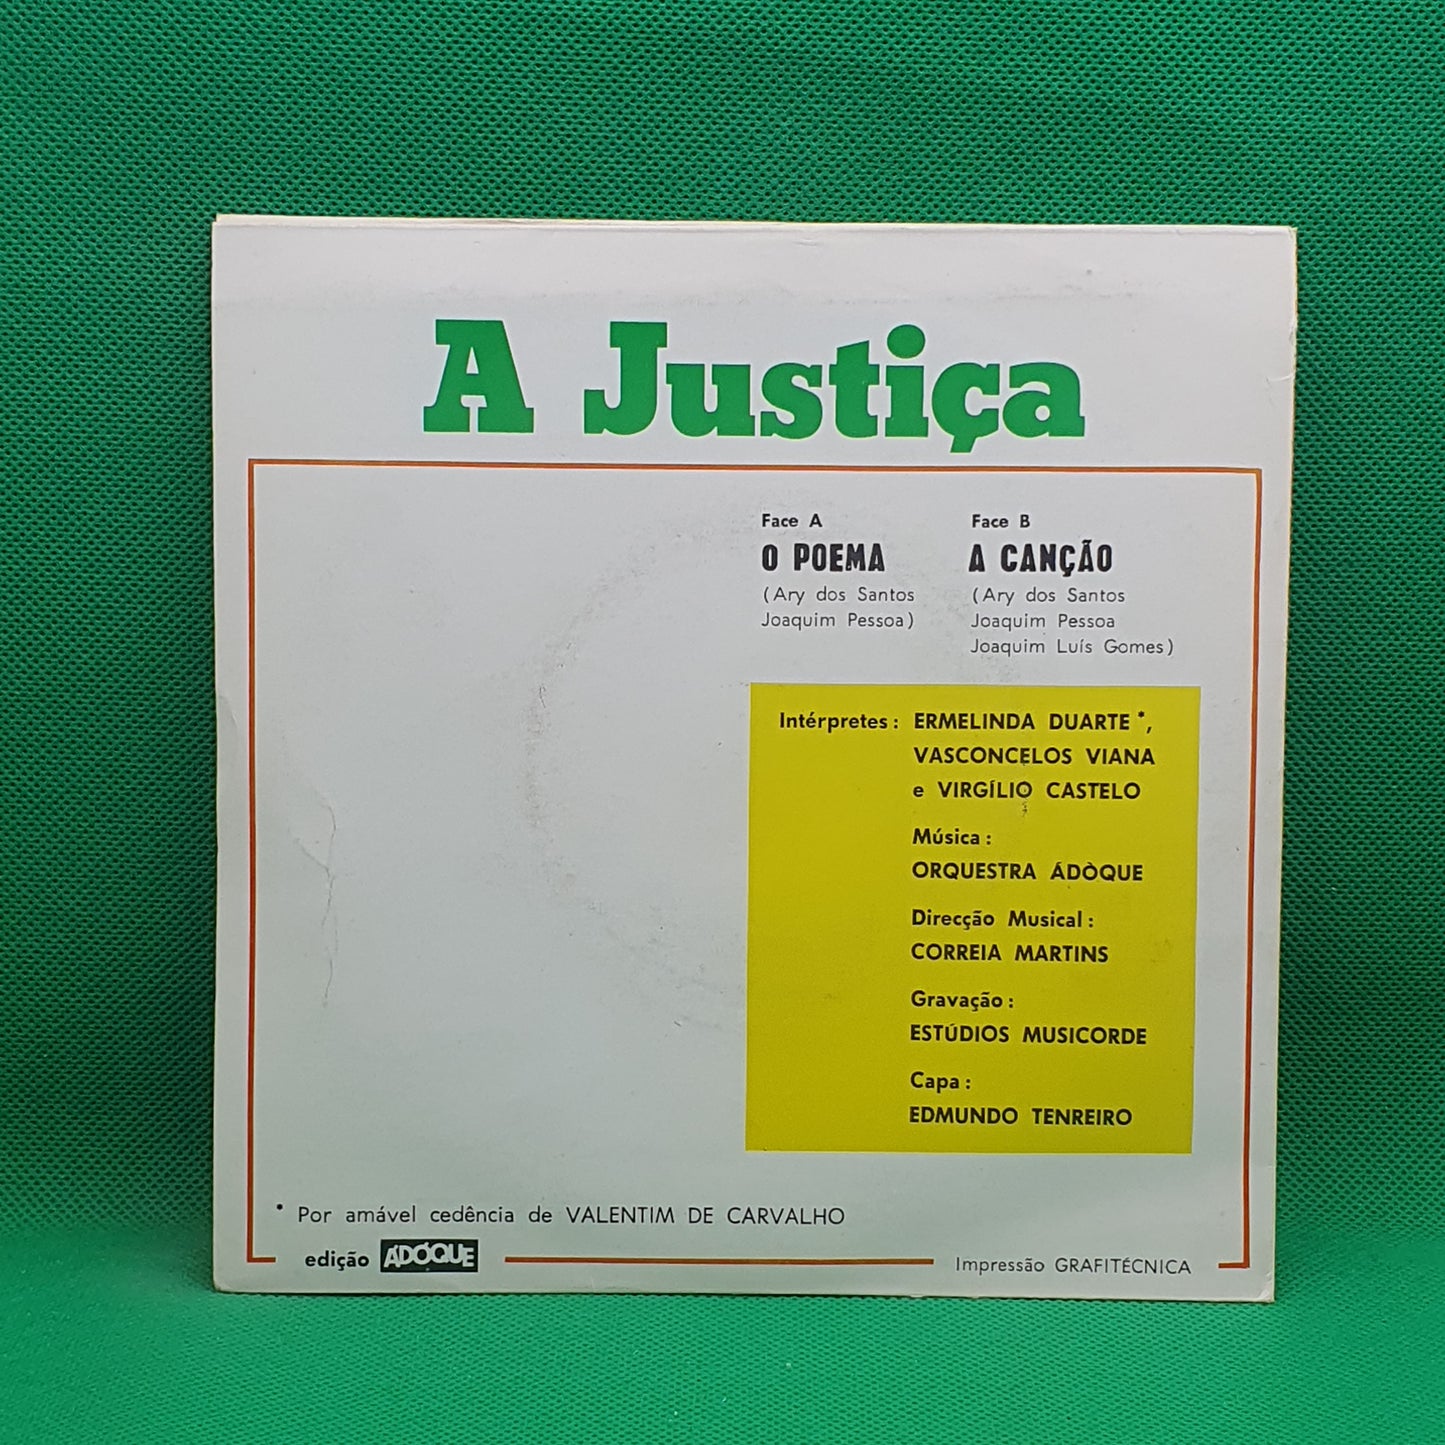 A Justiça
Face A
O POEMA
(Ary dos Santos
Joaquim Pessoa)
Face B
A CANÇÃO
(Ary dos Santos
Joaquim Pessoa
Joaquim Luís Gomes)
Intérpretes: ERMELINDA DUARTE*,
VASCONCELOS VIANA
e VIRGÍLIO CASTELO
Música:
ORQUESTRA ÁDÒQUE
Direcção Musical:
CORREIA MARTINS
Gravação:
ESTÚDIOS MUSICORDE
Capa:
EDMUNDO TENREIRO
* Por amável cedência de VALENTIM DE CARVALHO
edição ÁDÓQUE
Impressão GRAFITÉCNICA